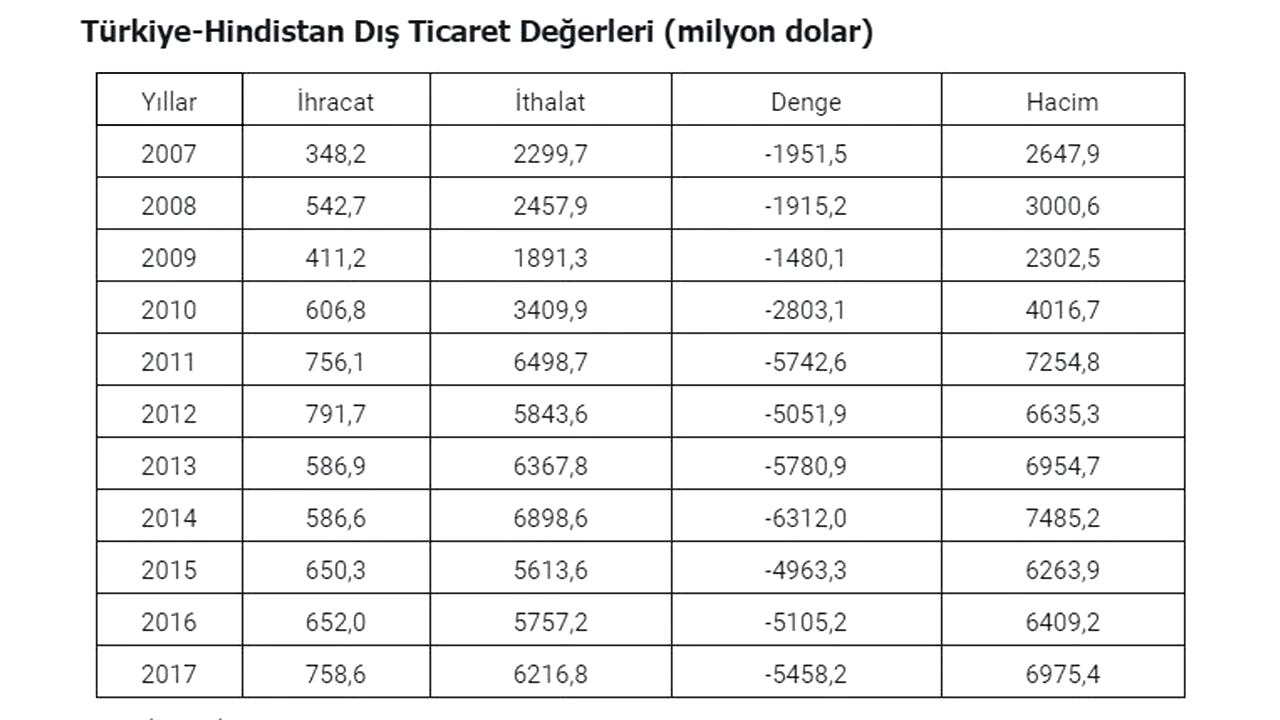 Türkiye-Hindistan Dış Ticaret Değerleri (milyon dolar)
Yıllar İhracat İthalat Denge Hacim
2007 348,2 2299,7 -1951,5 2647,9
2008 542,7 2457,9 -1915,2 3000,6
2009 411,2 1891,3 -1480,1 2302,5
2010 606,8 3409,9 -2803,1 4016,7
2011 756,1 6498,7 -5742,6 7254,8
2012 791,7 5843,6 -5051,9 6635,3
2013 586,9 6367,8 -5780,9 6954,7
2014 586,6 6898,6 -6312,0 7485,2
2015 650,3 5613,6 -4963,3 6263,9
2016 652,0 5757,2 -5105,2 6409,2
2017 758,6 6216,8 -5458,2 6975,4